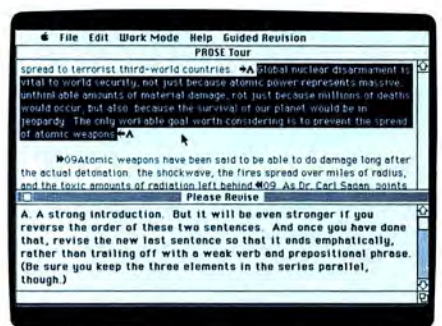 File Edit Work Mode Help Guided Revision
PROSE Tour
spread to terrorist third-world countries. →A Global nuclear disarmament is
vital to world security, not just because atomic power represents massive,
unthinkable amounts of material damage, not just because millions of deaths
would occur, but also because the survival of our planet would be in
jeopardy. The only workable goal worth considering is to prevent the spread
of atomic weapons←A
»09Atomic weapons have been said to be able to do damage long after
the actual detonation. the shockwave, the fires spread over miles of radius,
and the toxic amounts of radiation left behind «09 As Dr. Carl Sagan points
Please Revise
A. A strong introduction. But it will be even stronger if you
reverse the order of these two sentences. And once you have done
that, revise the new last sentence so that it ends emphatically,
rather than trailing off with a weak verb and prepositional phrase.
(Be sure you keep the three elements in the series parallel,
though.)